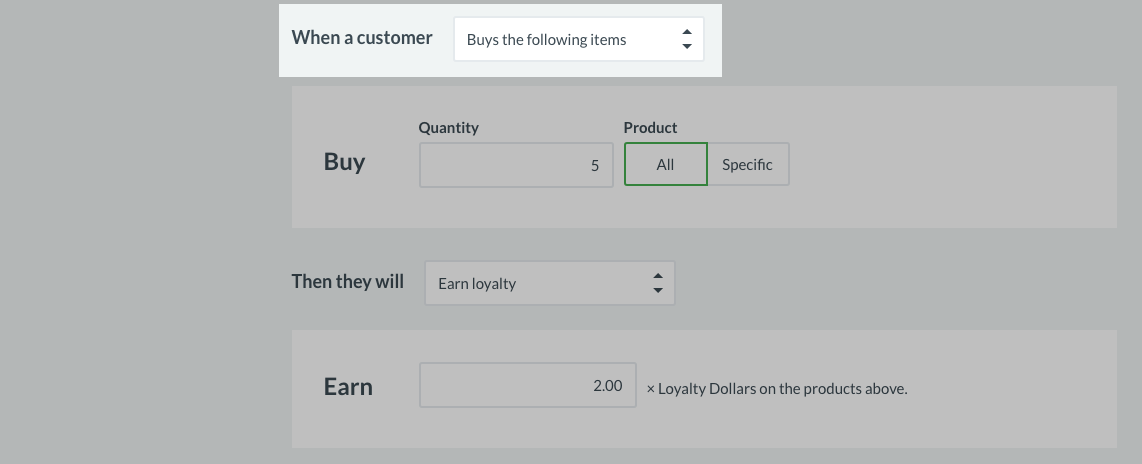 When a customer Buys the following items
Quantity Product
Buy 5 All Specific
Then they will Earn loyalty
Earn 2.00 × Loyalty Dollars on the products above.